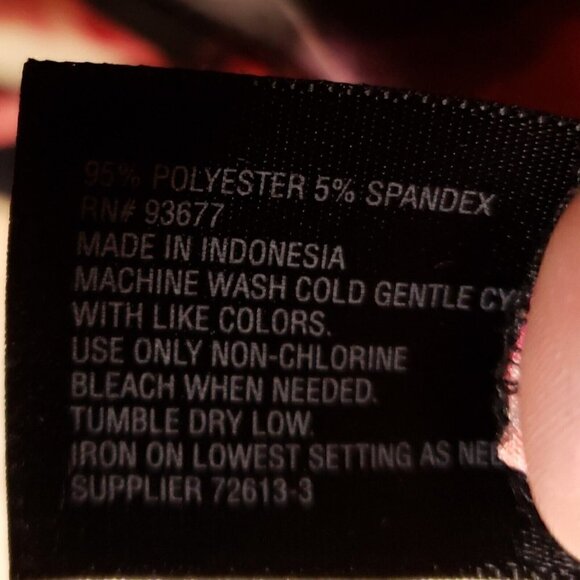 95% POLYESTER 5% SPANDEX
RN# 93677
MADE IN INDONESIA
MACHINE WASH COLD GENTLE CY
WITH LIKE COLORS.
USE ONLY NON-CHLORINE
BLEACH WHEN NEEDED.
TUMBLE DRY LOW.
IRON ON LOWEST SETTING AS NEE
SUPPLIER 72613-3